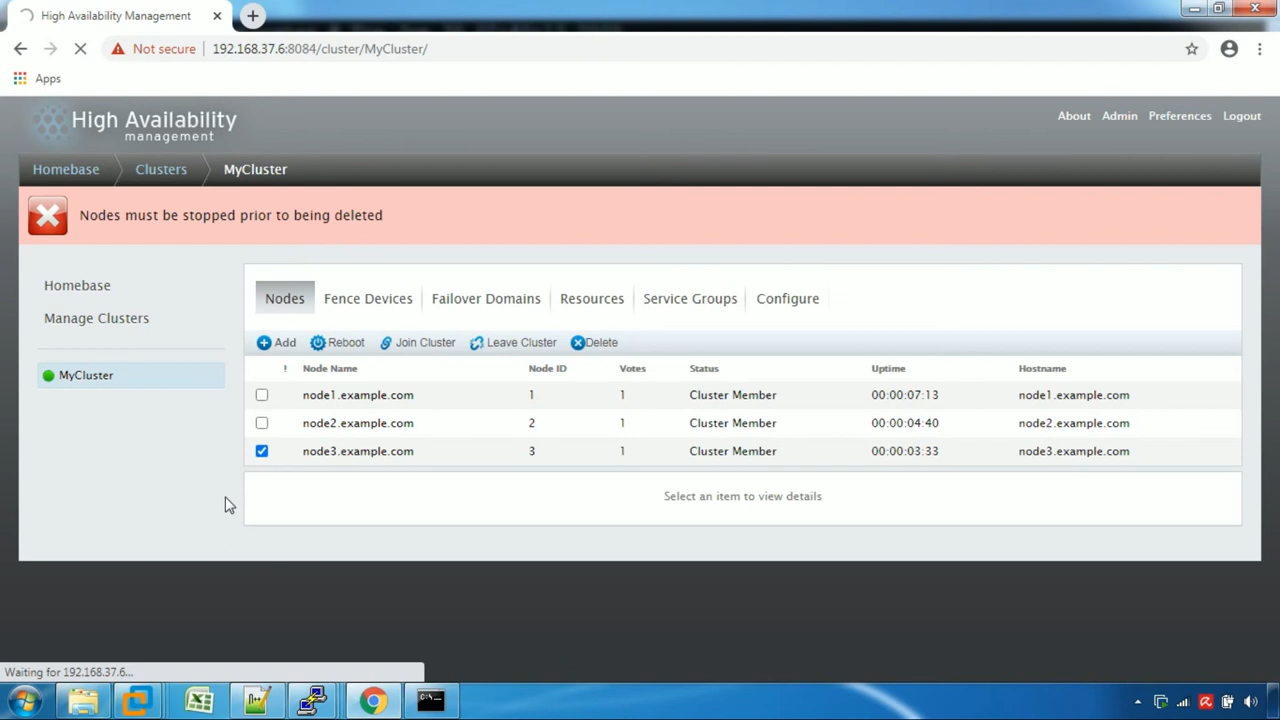 High Availability Management
Not secure
192.168.37.6:8084/cluster/MyCluster/
Apps
High Availability
management
About Admin Preferences Logout
Homebase Clusters MyCluster
Nodes must be stopped prior to being deleted
Homebase
Manage Clusters
MyCluster
Nodes Fence Devices Failover Domains Resources Service Groups Configure
Add Reboot Join Cluster Leave Cluster Delete
! Node Name Node ID Votes Status Uptime Hostname
node1.example.com 1 1 Cluster Member 00:00:07:13 node1.example.com
node2.example.com 2 1 Cluster Member 00:00:04:40 node2.example.com
node3.example.com 3 1 Cluster Member 00:00:03:33 node3.example.com
Select an item to view details
Waiting for 192.168.37.6...